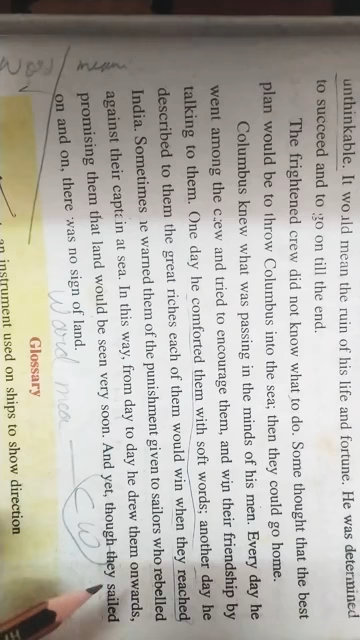 unthinkable. It would mean the ruin of his life and fortune. He was determined
to succeed and to go on till the end.
The frightened crew did not know what to do. Some thought that the best
plan would be to throw Columbus into the sea; then they could go home.
Columbus knew what was passing in the minds of his men. Every day he
went among the crew and tried to encourage them, and win their friendship by
talking to them. One day he comforted them with soft words; another day he
described to them the great riches each of them would win when they reached
India. Sometimes he warned them of the punishment given to sailors who rebelled
against their captain at sea. In this way, from day to day he drew them onwards,
promising them that land would be seen very soon. And yet, though they sailed
on and on, there was no sign of land.
Word mea
CW
Glossary
an instrument used on ships to show direction